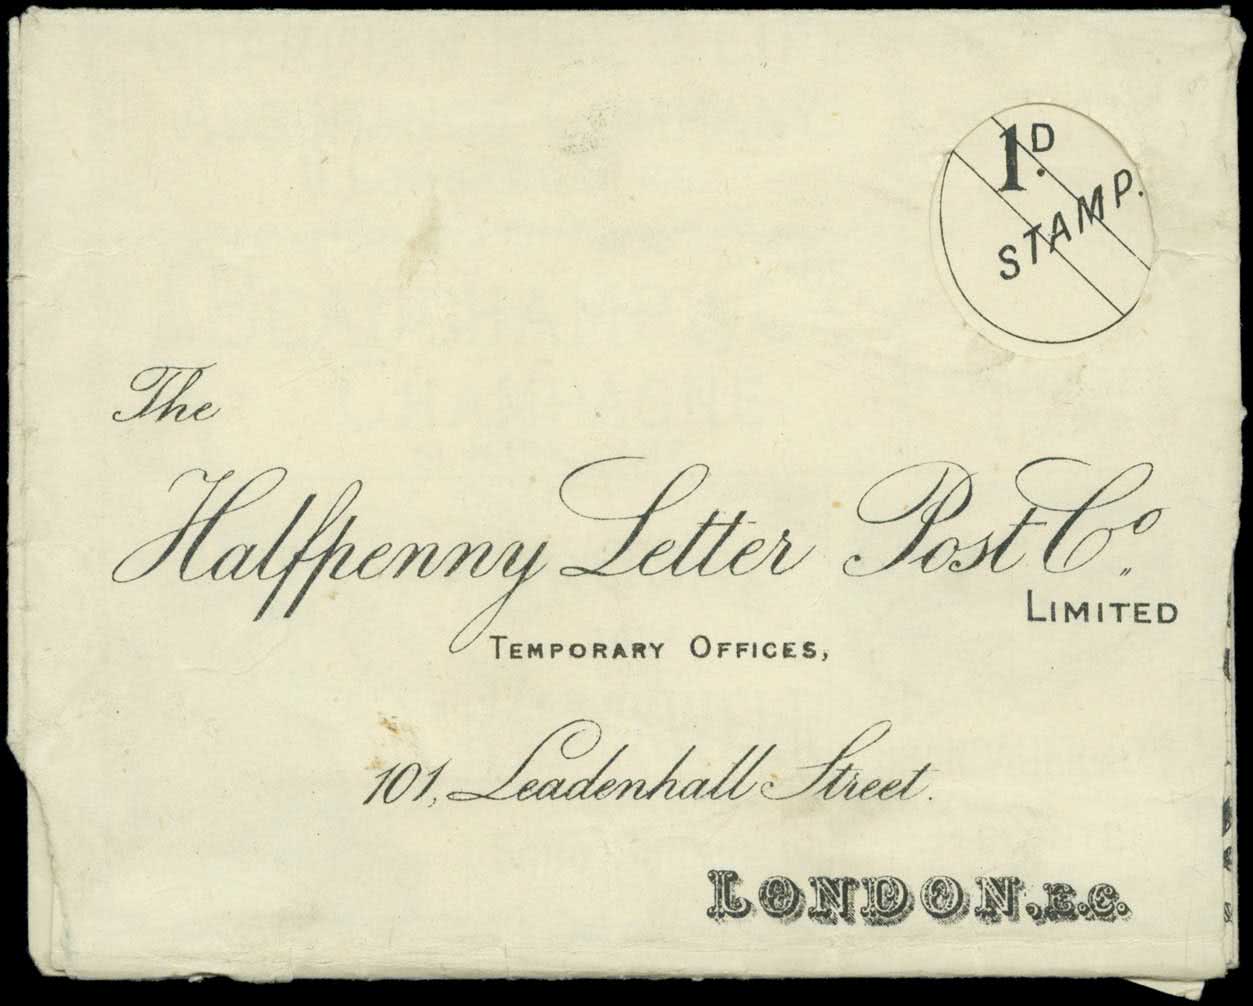 1D.
STAMP.
The
Halfpenny Letter Post Co.
LIMITED
TEMPORARY OFFICES,
101, Leadenhall Street.
LONDON, E.C.